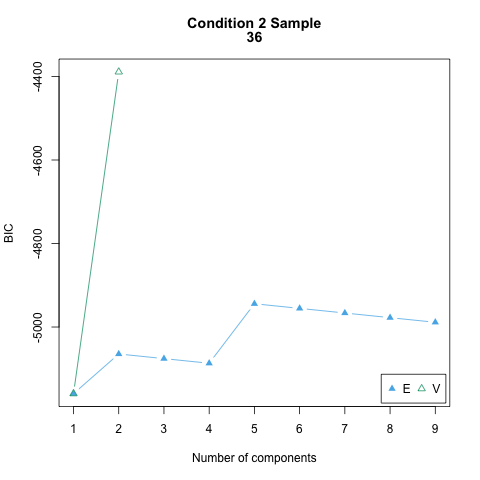 Condition 2 Sample
36
BIC
-4400
-4600
-4800
-5000
1 2 3 4 5 6 7 8 9
Number of components
E V